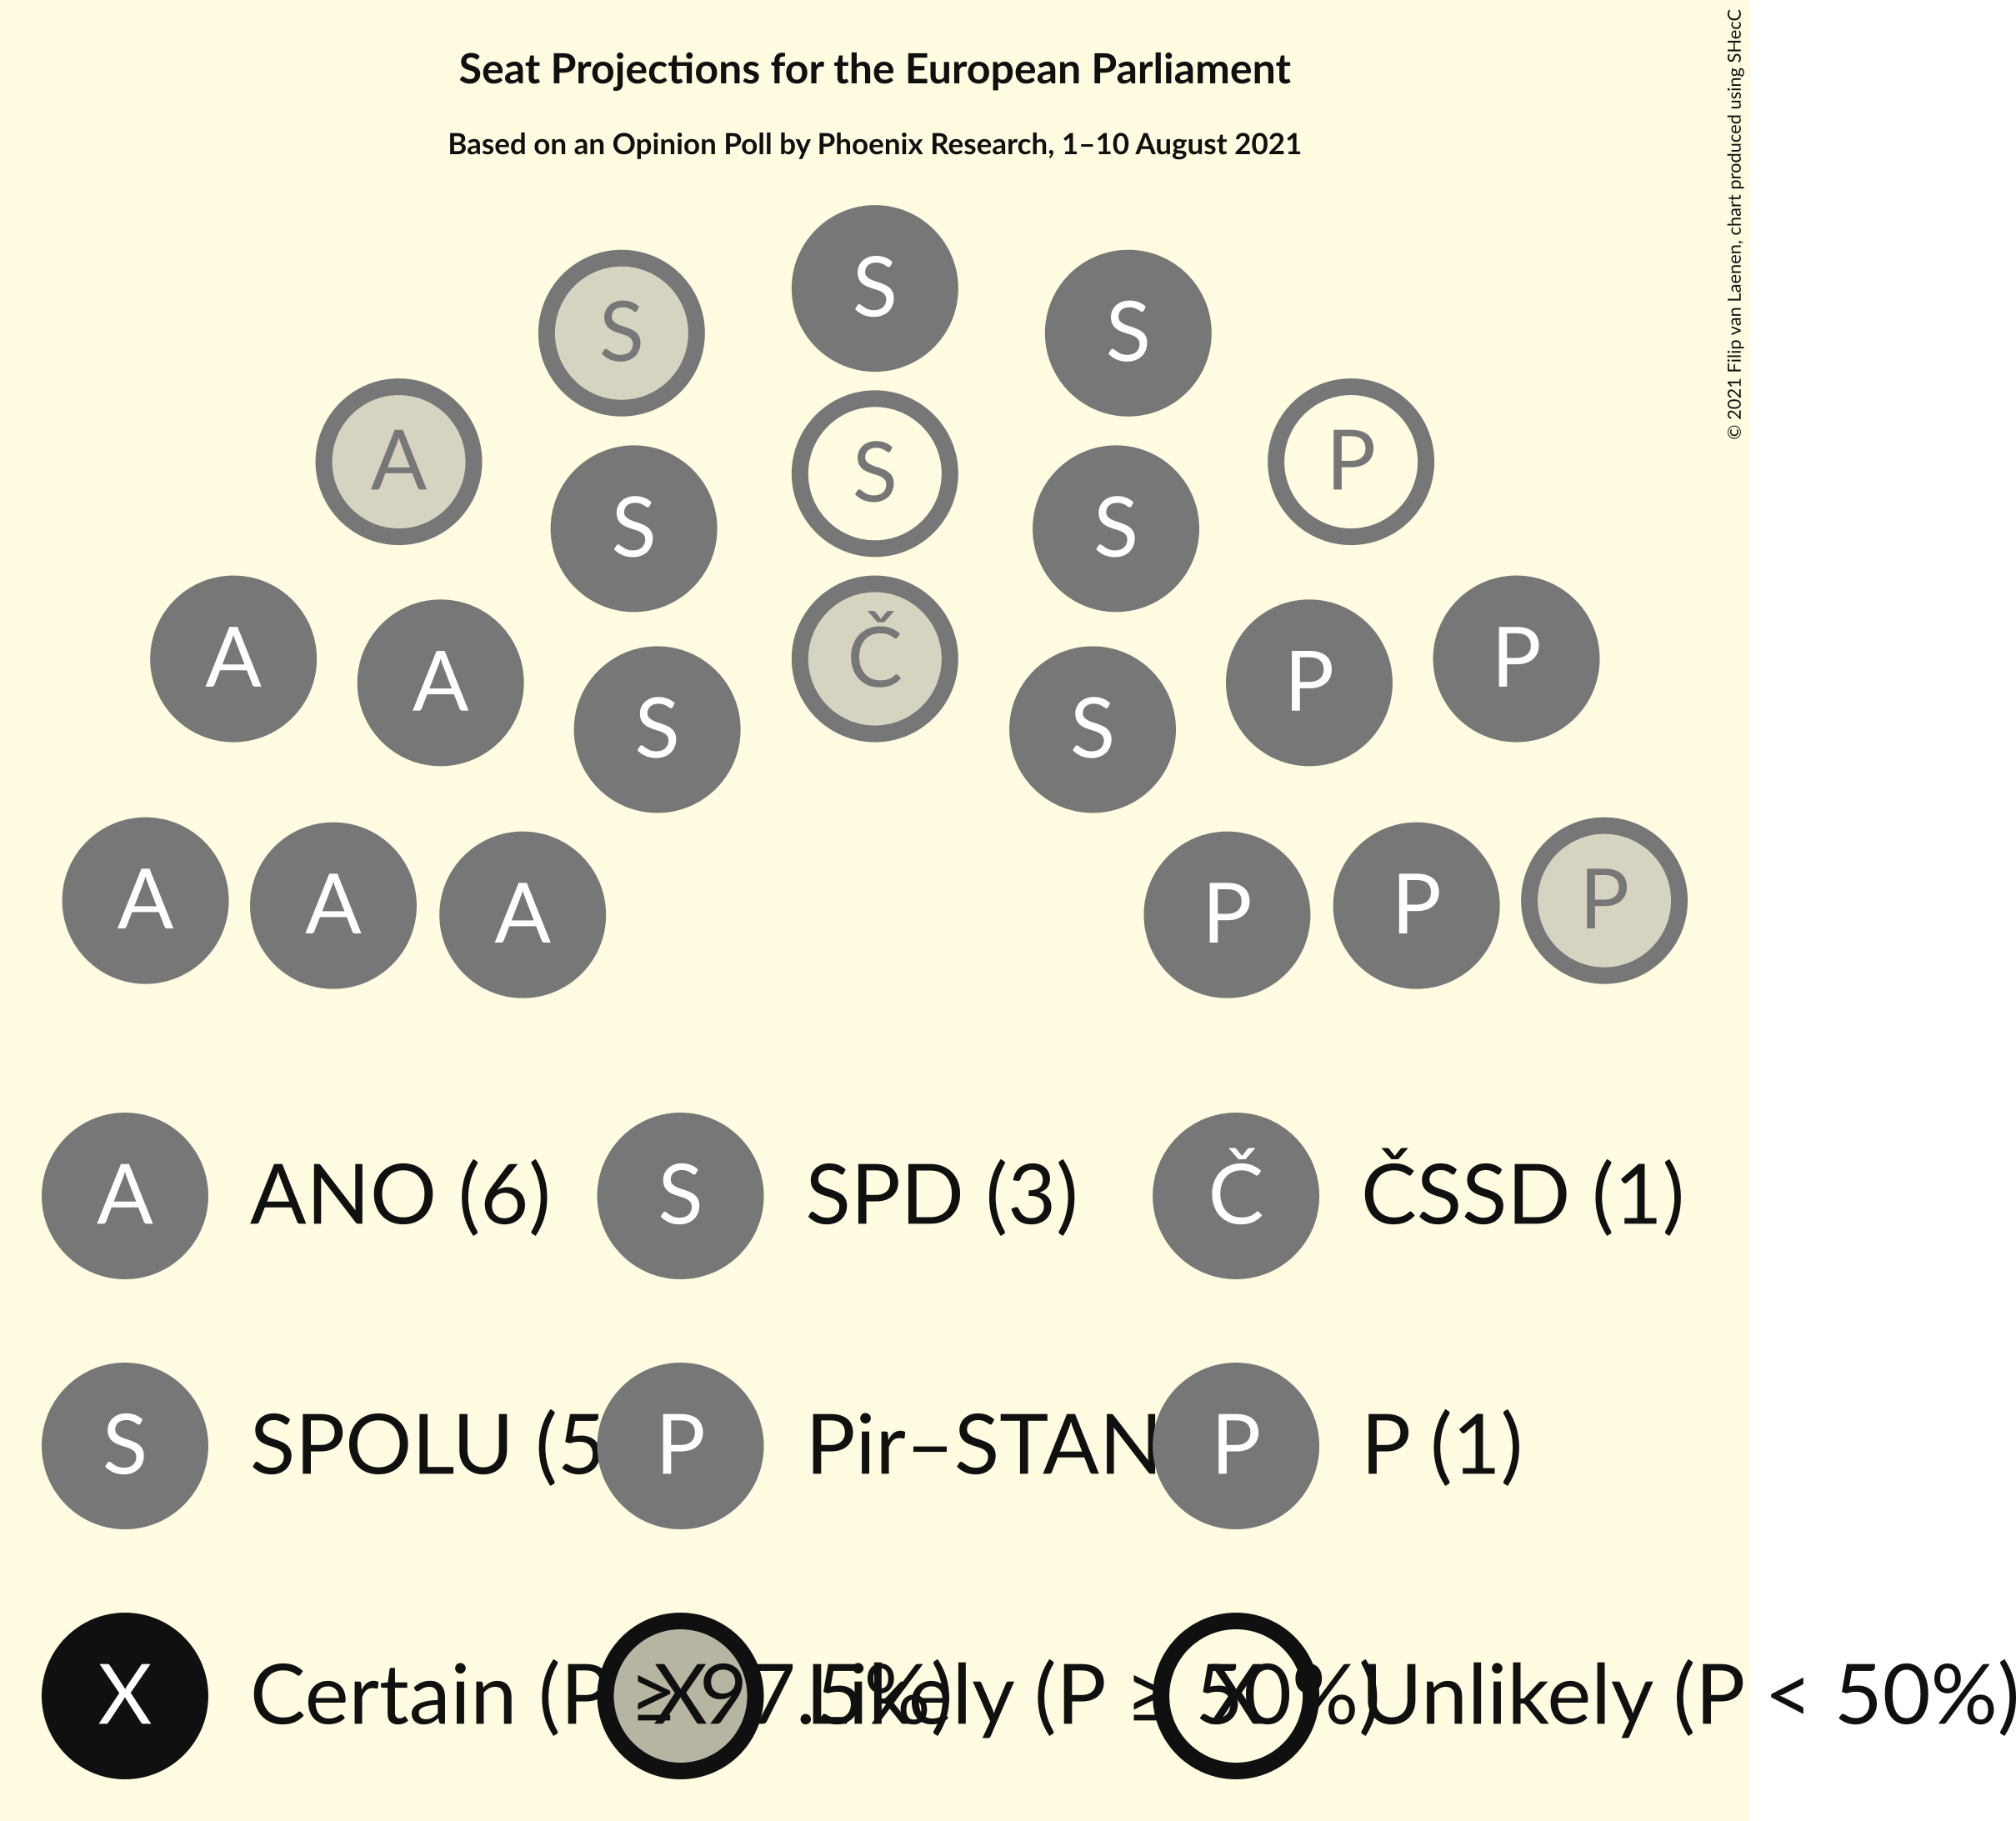 Seat Projections for the European Parliament
Based on an Opinion Poll by Phoenix Research, 1–10 August 2021
© 2021 Filip van Laenen, chart produced using SHecC
S
S S
A S P
S S
A A Č P P
S S
A A A P P P
A ANO (6) S SPD (3) Č ČSSD (1)
S SPOLU (5 P Pir–STAN P P (1)
X Certain (P ≥ 97.5%) X Likely (P ≥ 50%) X Unlikely (P < 50%)